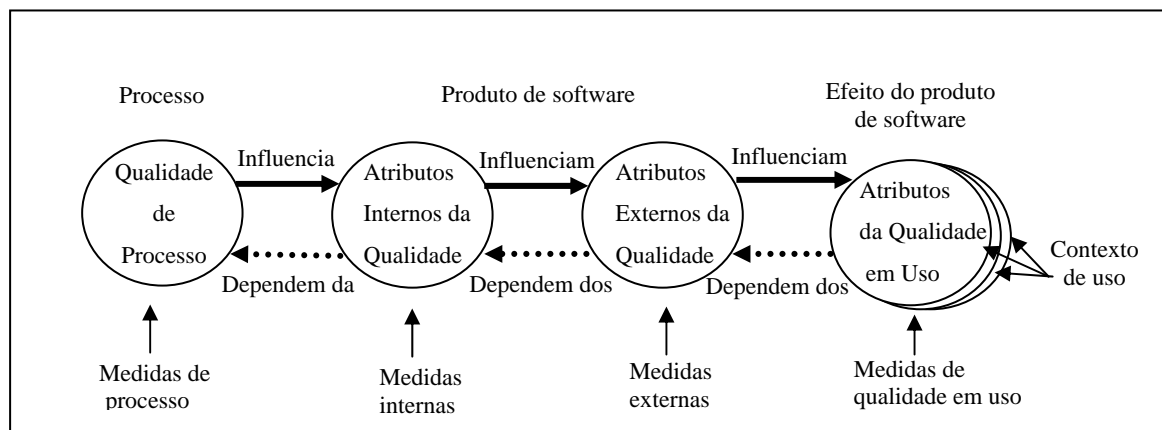 Processo
Produto de software
Efeito do produto
de software
Qualidade
de
Processo
Influencia
Dependem da
Atributos
Internos da
Qualidade
Influenciam
Dependem dos
Atributos
Externos da
Qualidade
Influenciam
Dependem dos
Atributos
da Qualidade
em Uso
Contexto
de uso
Medidas de
processo
Medidas
internas
Medidas
externas
Medidas de
qualidade em uso